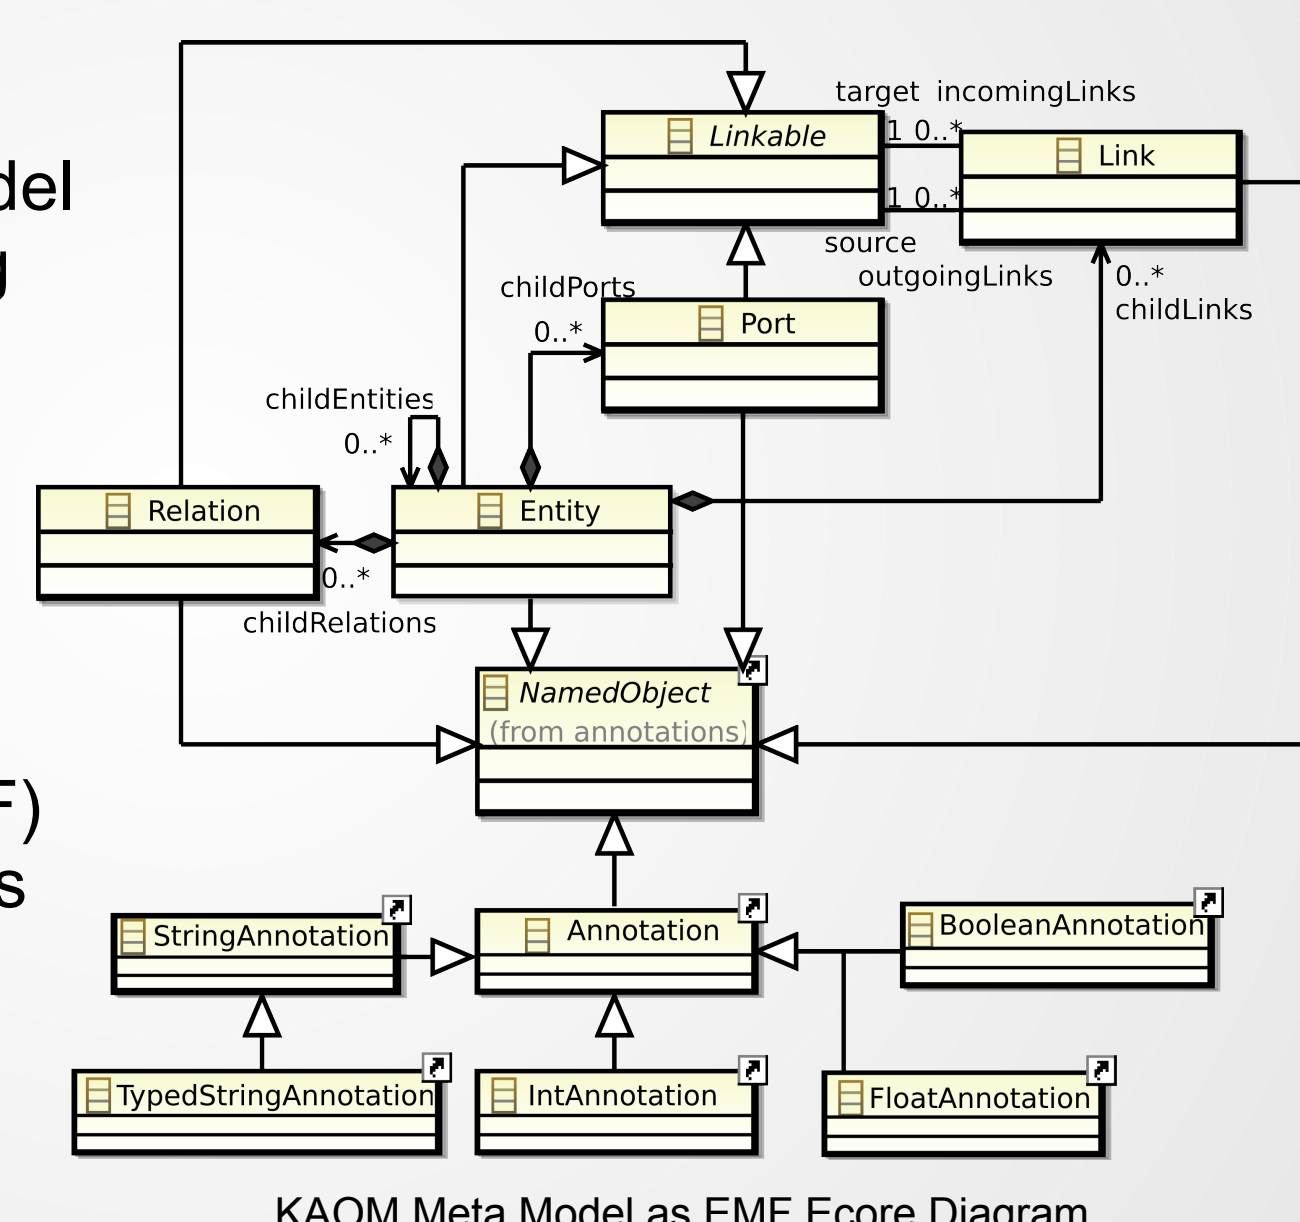 target incomingLinks
1 0..*
Linkable
Link
del
1 0..*
source
outgoingLinks
g
0..*
childLinks
childPorts
0..*
Port
childEntities
0..*
Relation
Entity
0..*
childRelations
NamedObject
(from annotations)
F)
s
StringAnnotation
Annotation
BooleanAnnotation
TypedStringAnnotation
IntAnnotation
FloatAnnotation
KAOM Meta Model as EMF Ecore Diagram